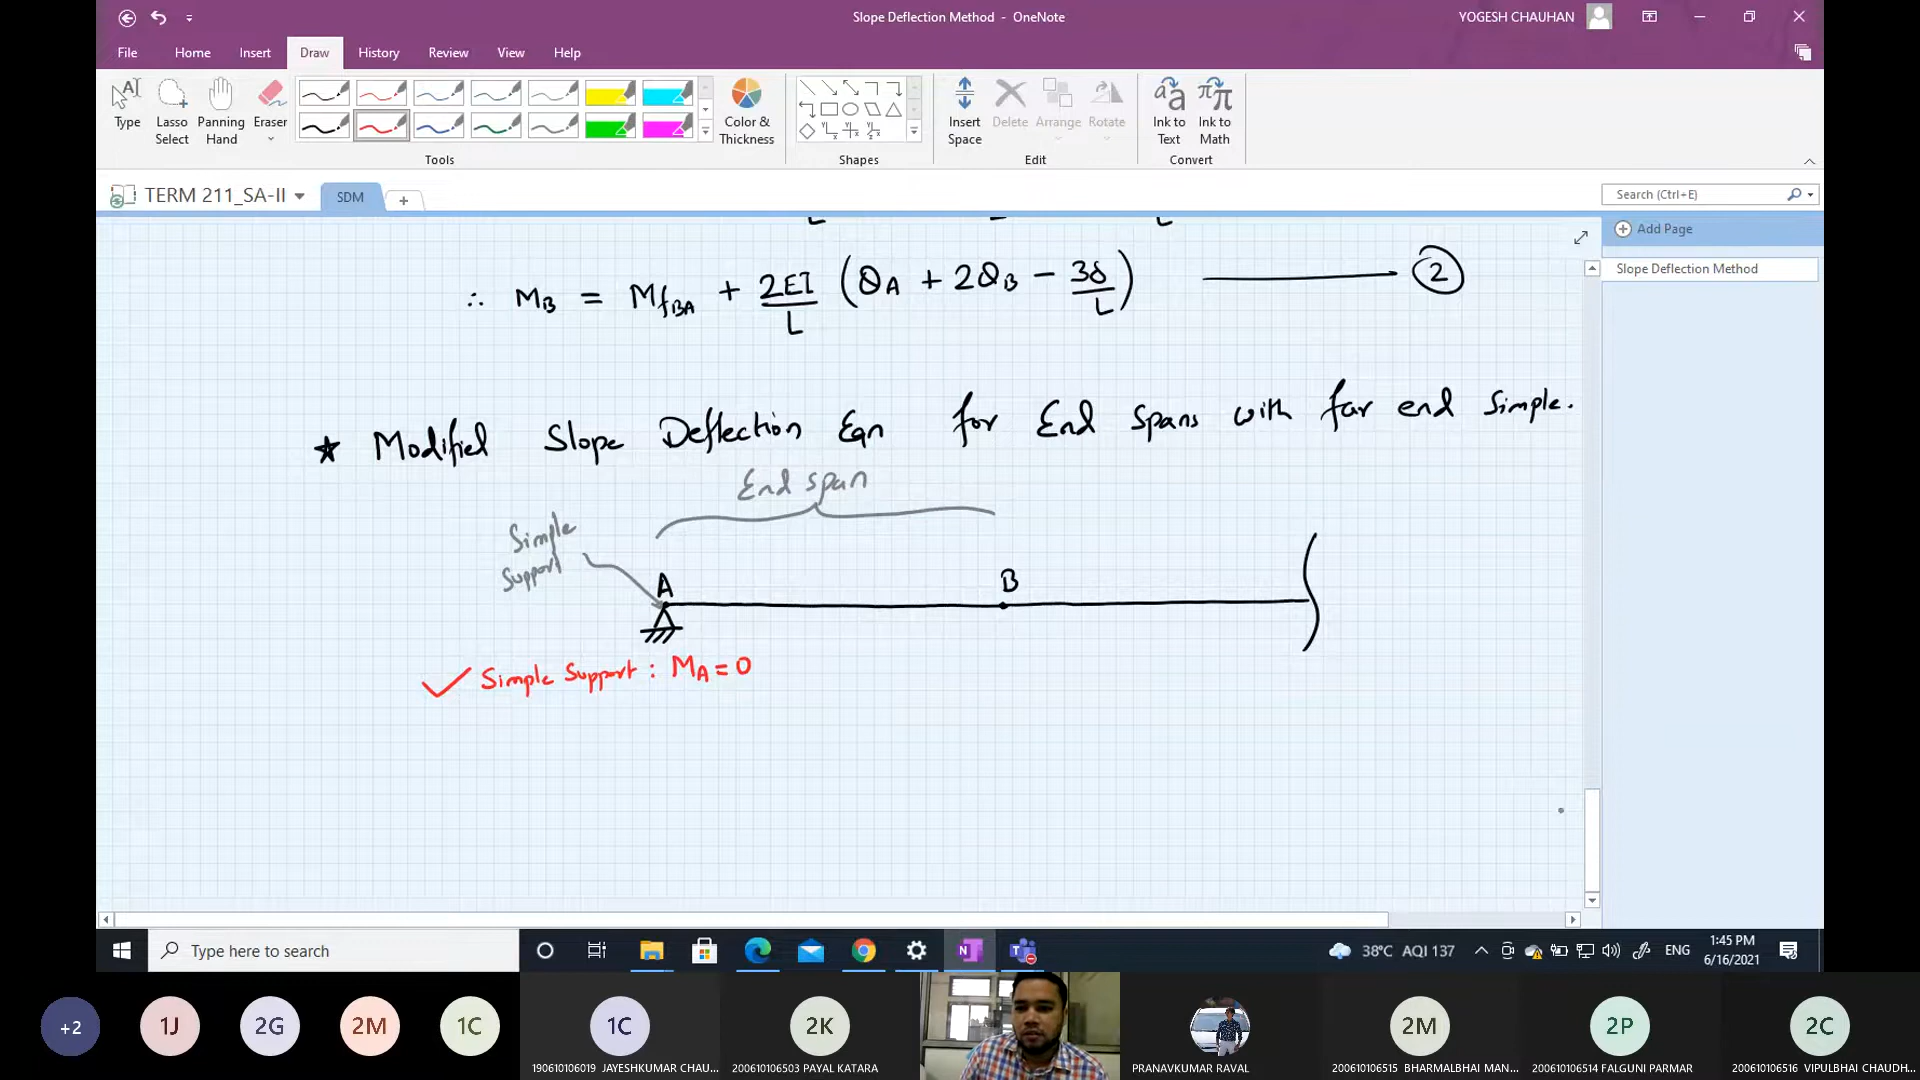 Slope Deflection Method - OneNote
YOGESH CHAUHAN
File Home Insert Draw History Review View Help
Type
Lasso Select
Panning Hand
Eraser
Color & Thickness
Insert Space
Delete
Arrange
Rotate
Ink to Text
Ink to Math
Tools
Shapes
Edit
Convert
TERM 211_SA-II
SDM
Search (Ctrl+E)
Add Page
Slope Deflection Method
∴ MB = MfBA + 2EI/L (θA + 2θB − 3δ/L) 2
★ Modified Slope Deflection Eqn for End Spans with far end simple.
End span
Simple
support
A
B
✓ Simple Support : MA = 0
Type here to search
38°C AQI 137
ENG
1:45 PM
6/16/2021
+2
1J
2G
2M
1C
1C
2K
2M
2P
2C
190610106019 JAYESHKUMAR CHAU...
200610106503 PAYAL KATARA
PRANAVKUMAR RAVAL
200610106515 BHARMALBHAI MAN...
200610106514 FALGUNI PARMAR
200610106516 VIPULBHAI CHAUDH...